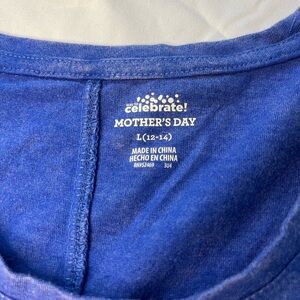 celebrate!
MOTHER'S DAY
L(12-14)
MADE IN CHINA
HECHO EN CHINA